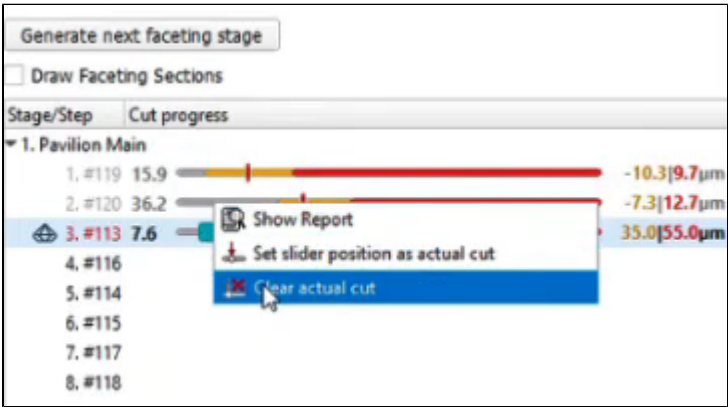 Generate next faceting stage
Draw Faceting Sections
Stage/Step Cut progress
1. Pavilion Main
1. #119 15.9 -10.3|9.7µm
2. #120 36.2 -7.3|12.7µm
Show Report
3. #113 7.6 35.0|55.0µm
Set slider position as actual cut
4. #116
Clear actual cut
5. #114
6. #115
7. #117
8. #118